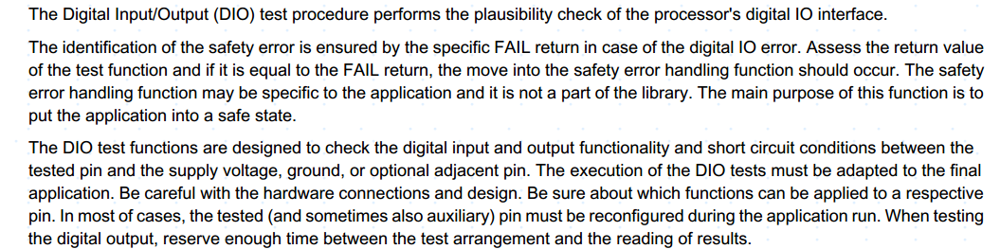 The Digital Input/Output (DIO) test procedure performs the plausibility check of the processor's digital IO interface.
The identification of the safety error is ensured by the specific FAIL return in case of the digital IO error. Assess the return value
of the test function and if it is equal to the FAIL return, the move into the safety error handling function should occur. The safety
error handling function may be specific to the application and it is not a part of the library. The main purpose of this function is to
put the application into a safe state.
The DIO test functions are designed to check the digital input and output functionality and short circuit conditions between the
tested pin and the supply voltage, ground, or optional adjacent pin. The execution of the DIO tests must be adapted to the final
application. Be careful with the hardware connections and design. Be sure about which functions can be applied to a respective
pin. In most of cases, the tested (and sometimes also auxiliary) pin must be reconfigured during the application run. When testing
the digital output, reserve enough time between the test arrangement and the reading of results.